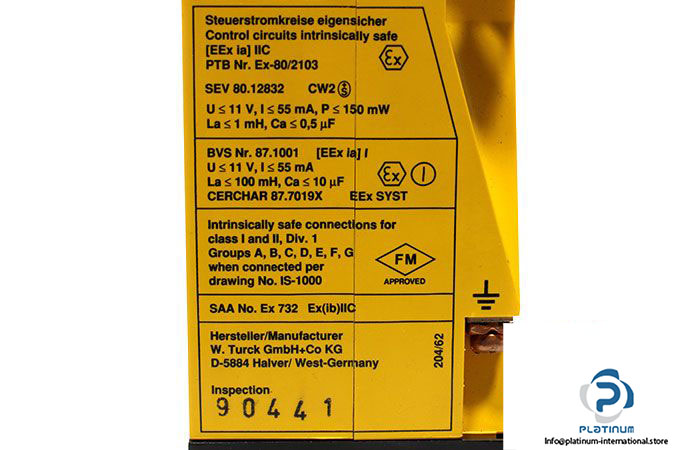 Steuerstromkreise eigensicher
Control circuits intrinsically safe
[EEx ia] IIC
PTB Nr. Ex-80/2103
Ex
SEV 80.12832 CW2 S
U ≤ 11 V, I ≤ 55 mA, P ≤ 150 mW
La ≤ 1 mH, Ca ≤ 0,5 µF
BVS Nr. 87.1001 [EEx ia] I
U ≤ 11 V, I ≤ 55 mA
La ≤ 100 mH, Ca ≤ 10 µF
Ex I
CERCHAR 87.7019X EEx SYST
Intrinsically safe connections for
class I and II, Div. 1
Groups A, B, C, D, E, F, G
when connected per
drawing No. IS-1000
FM
APPROVED
SAA No. Ex 732 Ex(ib)IIC
Hersteller/Manufacturer
W. Turck GmbH+Co KG
D-5884 Halver/ West-Germany
204/62
Inspection
90441
PLATINUM
Info@platinum-international.store